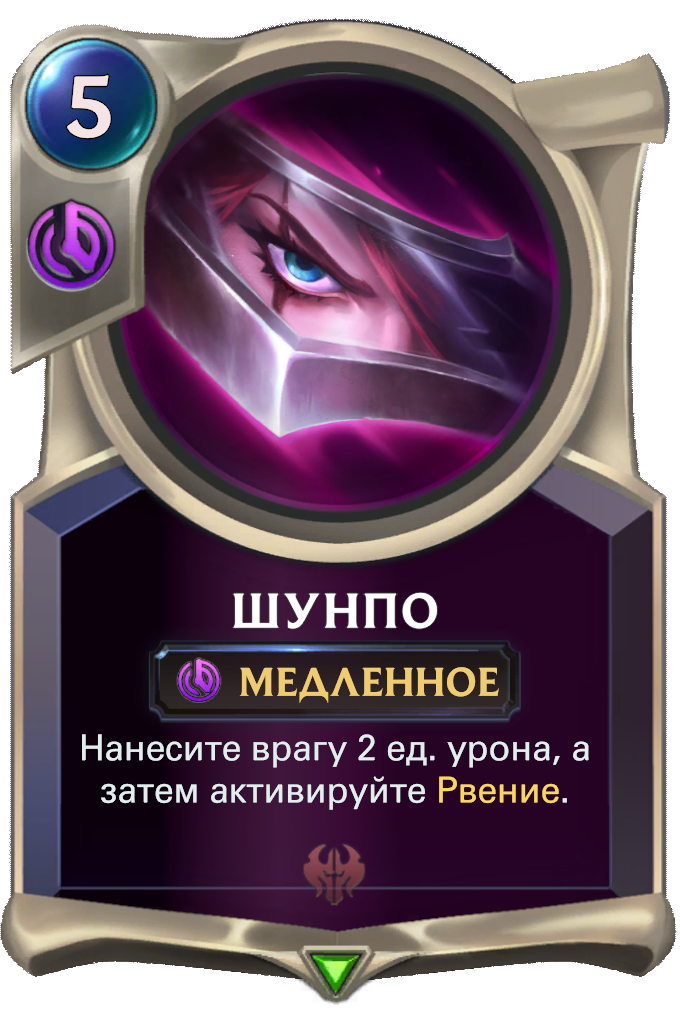 5
ШУНПО
МЕДЛЕННОЕ
Нанесите врагу 2 ед. урона, а
затем активируйте Рвение.